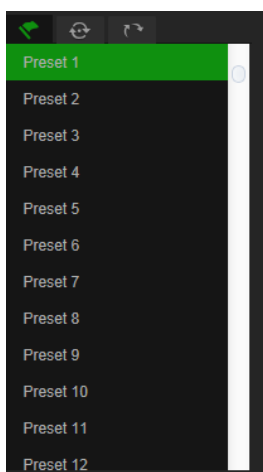 Preset 1
Preset 2
Preset 3
Preset 4
Preset 5
Preset 6
Preset 7
Preset 8
Preset 9
Preset 10
Preset 11
Preset 12